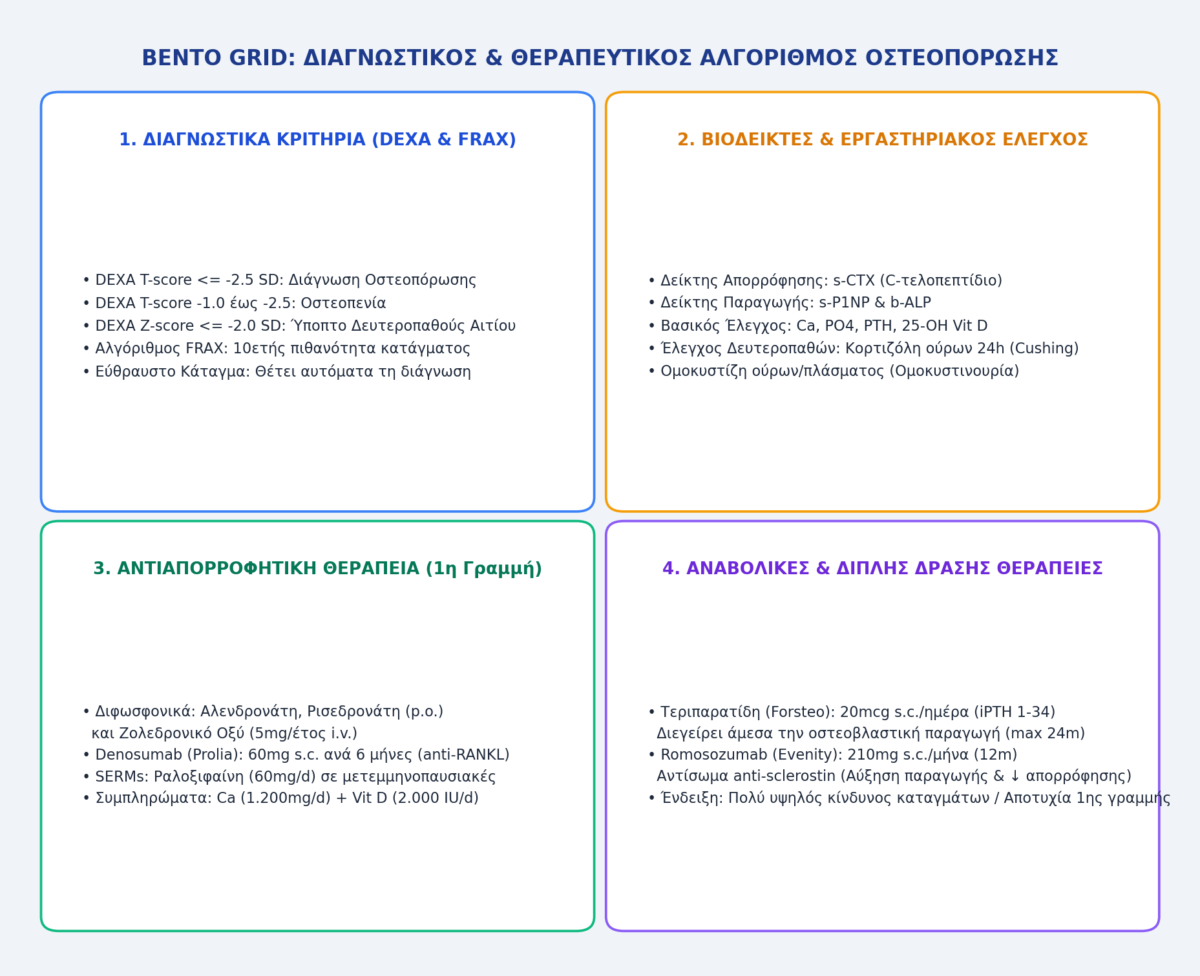 BENTO GRID: ΔΙΑΓΝΩΣΤΙΚΟΣ & ΘΕΡΑΠΕΥΤΙΚΟΣ ΑΛΓΟΡΙΘΜΟΣ ΟΣΤΕΟΠΟΡΩΣΗΣ
1. ΔΙΑΓΝΩΣΤΙΚΑ ΚΡΙΤΗΡΙΑ (DEXA & FRAX)
• DEXA T-score <= -2.5 SD: Διάγνωση Οστεοπόρωσης
• DEXA T-score -1.0 έως -2.5: Οστεοπενία
• DEXA Z-score <= -2.0 SD: Ύποπτο Δευτεροπαθούς Αιτίου
• Αλγόριθμος FRAX: 10ετής πιθανότητα κατάγματος
• Εύθραυστο Κάταγμα: Θέτει αυτόματα τη διάγνωση
2. ΒΙΟΔΕΙΚΤΕΣ & ΕΡΓΑΣΤΗΡΙΑΚΟΣ ΕΛΕΓΧΟΣ
• Δείκτης Απορρόφησης: s-CTX (C-τελοπεπτίδιο)
• Δείκτης Παραγωγής: s-P1NP & b-ALP
• Βασικός Έλεγχος: Ca, PO4, PTH, 25-OH Vit D
• Έλεγχος Δευτεροπαθών: Κορτιζόλη ούρων 24h (Cushing)
• Ομοκυστίζη ούρων/πλάσματος (Ομοκυστινουρία)
3. ΑΝΤΙΑΠΟΡΡΟΦΗΤΙΚΗ ΘΕΡΑΠΕΙΑ (1η Γραμμή)
• Διφωσφονικά: Αλενδρονάτη, Ρισεδρονάτη (p.o.)
και Ζολεδρονικό Οξύ (5mg/έτος i.v.)
• Denosumab (Prolia): 60mg s.c. ανά 6 μήνες (anti-RANKL)
• SERMs: Ραλοξιφαίνη (60mg/d) σε μετεμμηνοπαυσιακές
• Συμπληρώματα: Ca (1.200mg/d) + Vit D (2.000 IU/d)
4. ΑΝΑΒΟΛΙΚΕΣ & ΔΙΠΛΗΣ ΔΡΑΣΗΣ ΘΕΡΑΠΕΙΕΣ
• Τεριπαρατίδη (Forsteo): 20mcg s.c./ημέρα (iPTH 1-34)
Διεγείρει άμεσα την οστεοβλαστική παραγωγή (max 24m)
• Romosozumab (Evenity): 210mg s.c./μήνα (12m)
Αντίσωμα anti-sclerostin (Αύξηση παραγωγής & ↓ απορρόφησης)
• Ένδειξη: Πολύ υψηλός κίνδυνος καταγμάτων / Αποτυχία 1ης γραμμής